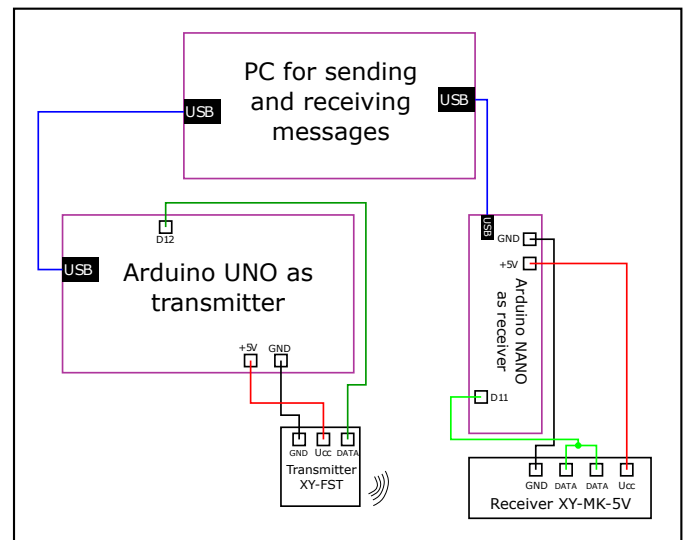 PC for sending
and receiving
messages
USB
USB
D12
USB
Arduino UNO as
transmitter
+5V
GND
USB
GND
+5V
Arduino NANO
as receiver
D11
GND
Ucc
DATA
Transmitter
XY-FST
GND
DATA
DATA
Ucc
Receiver XY-MK-5V